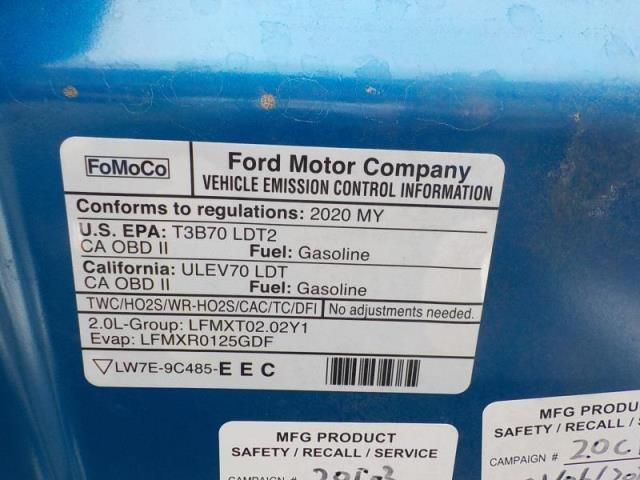 FoMoCo
Ford Motor Company
VEHICLE EMISSION CONTROL INFORMATION
Conforms to regulations: 2020 MY
U.S. EPA: T3B70 LDT2
CA OBD II Fuel: Gasoline
California: ULEV70 LDT
CA OBD II Fuel: Gasoline
TWC/HO2S/WR-HO2S/CAC/TC/DFI No adjustments needed.
2.0L-Group: LFMXT02.02Y1
Evap: LFMXR0125GDF
LW7E-9C485-E E C
MFG PRODUCT
SAFETY / RECALL / SERVICE
CAMPAIGN #
MFG PRODU
SAFETY / RECALL /
CAMPAIGN # 20C